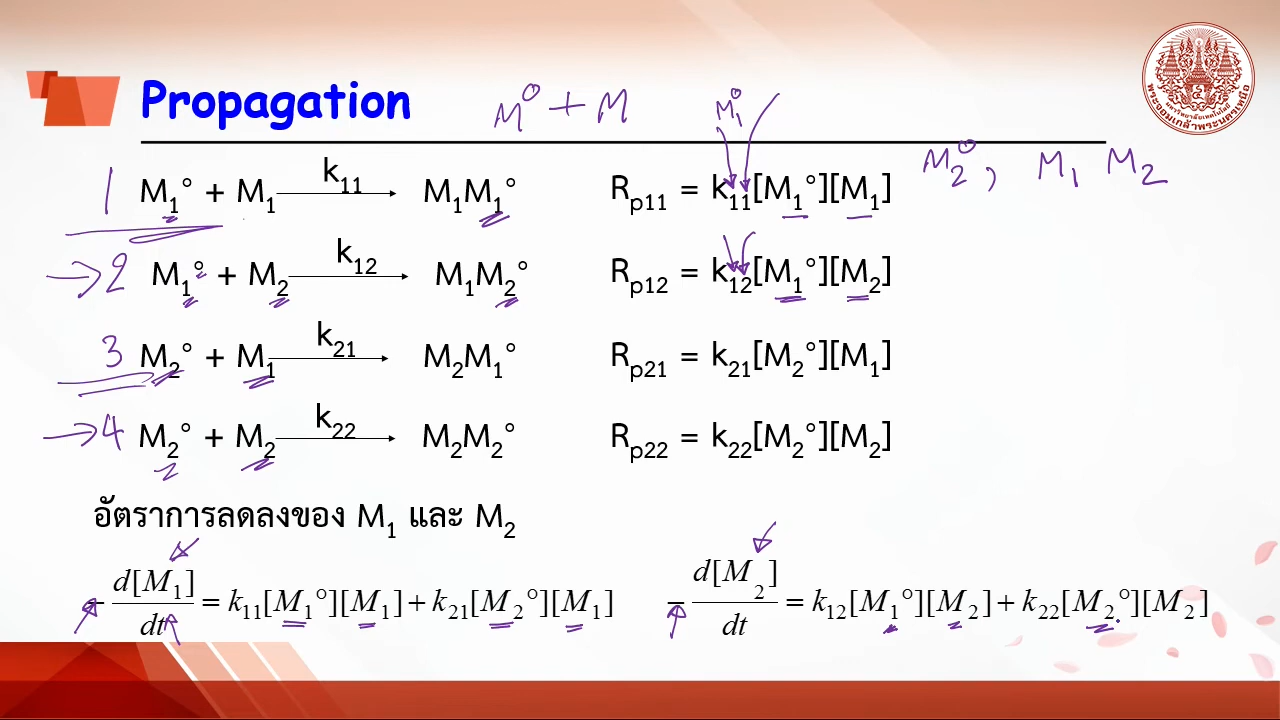 Propagation M° + M M₁°
M₂°, M₁ M₂
1 M₁° + M₁ k₁₁ M₁M₁° Rₚ₁₁ = k₁₁[M₁°][M₁]
→2 M₁° + M₂ k₁₂ M₁M₂° Rₚ₁₂ = k₁₂[M₁°][M₂]
3 M₂° + M₁ k₂₁ M₂M₁° Rₚ₂₁ = k₂₁[M₂°][M₁]
→4 M₂° + M₂ k₂₂ M₂M₂° Rₚ₂₂ = k₂₂[M₂°][M₂]
อัตราการลดลงของ M₁ และ M₂
− d[M₁]/dt = k₁₁[M₁°][M₁] + k₂₁[M₂°][M₁] − d[M₂]/dt = k₁₂[M₁°][M₂] + k₂₂[M₂°][M₂]